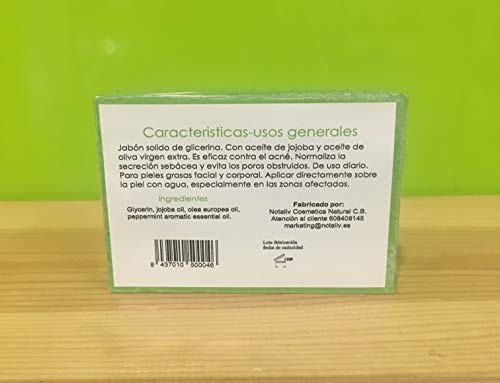 Caracteristicas-usos generales
Jabón solido de glicerina. Con aceite de jojoba y aceite de
oliva virgen extra. Es eficaz contra el acné. Normaliza la
secreción sebácea y evita los poros obstruidos. De uso diario.
Para pieles grasas facial y corporal. Aplicar directamente sobre
la piel con agua, especialmente en las zonas afectadas.
Ingredientes
Glycerin, jojoba oil, olea europea oil,
peppermint aromatic essential oil.
Fabricado por:
Notaliv Cosmetica Natural C.B.
Atención al cliente 608408145
marketing@notaliv.es
Lote fabricación
fecha de caducidad
8 437010 500046